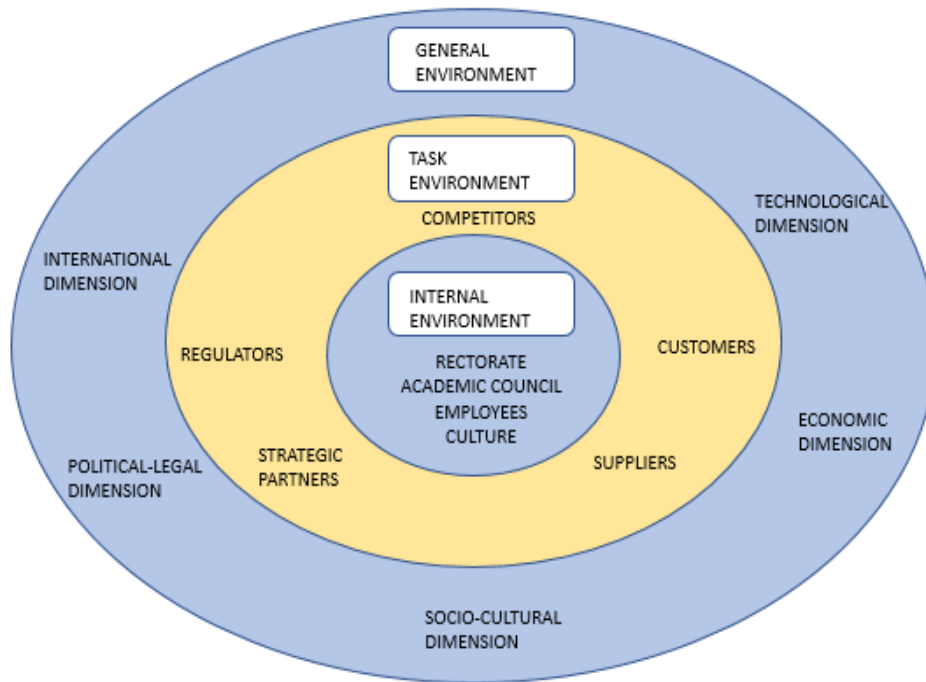 GENERAL
ENVIRONMENT
TASK
ENVIRONMENT
COMPETITORS
TECHNOLOGICAL
DIMENSION
INTERNATIONAL
DIMENSION
INTERNAL
ENVIRONMENT
REGULATORS
CUSTOMERS
RECTORATE
ACADEMIC COUNCIL
EMPLOYEES
CULTURE
ECONOMIC
DIMENSION
STRATEGIC
PARTNERS
SUPPLIERS
POLITICAL-LEGAL
DIMENSION
SOCIO-CULTURAL
DIMENSION